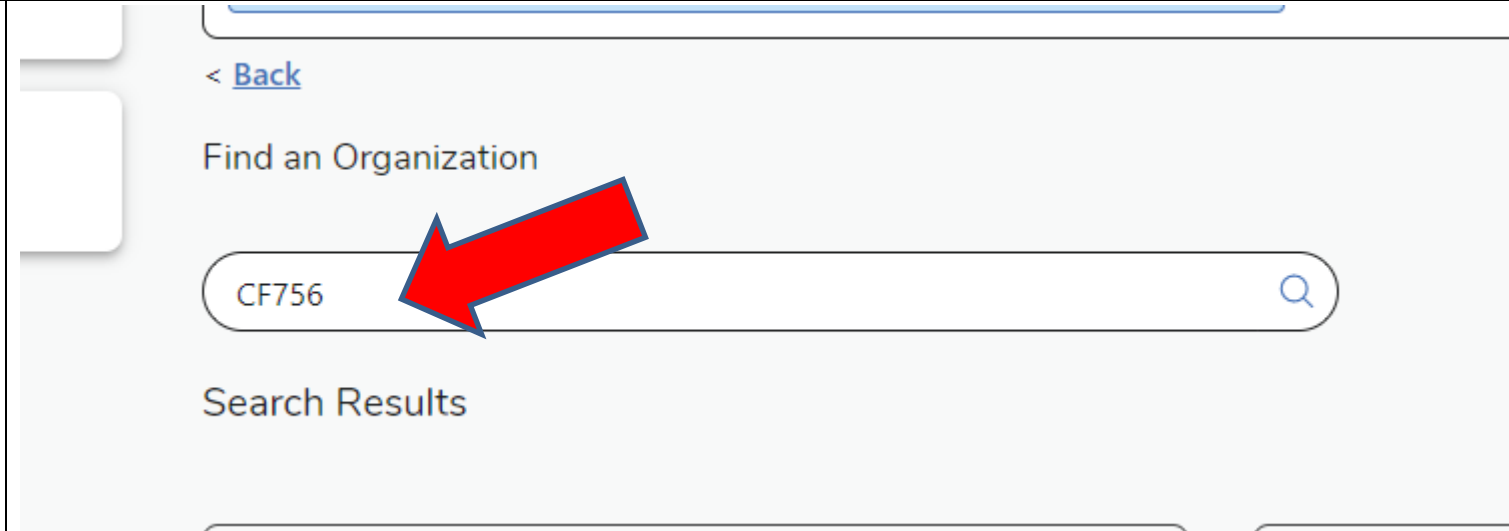 < Back
Find an Organization
CF756
Search Results